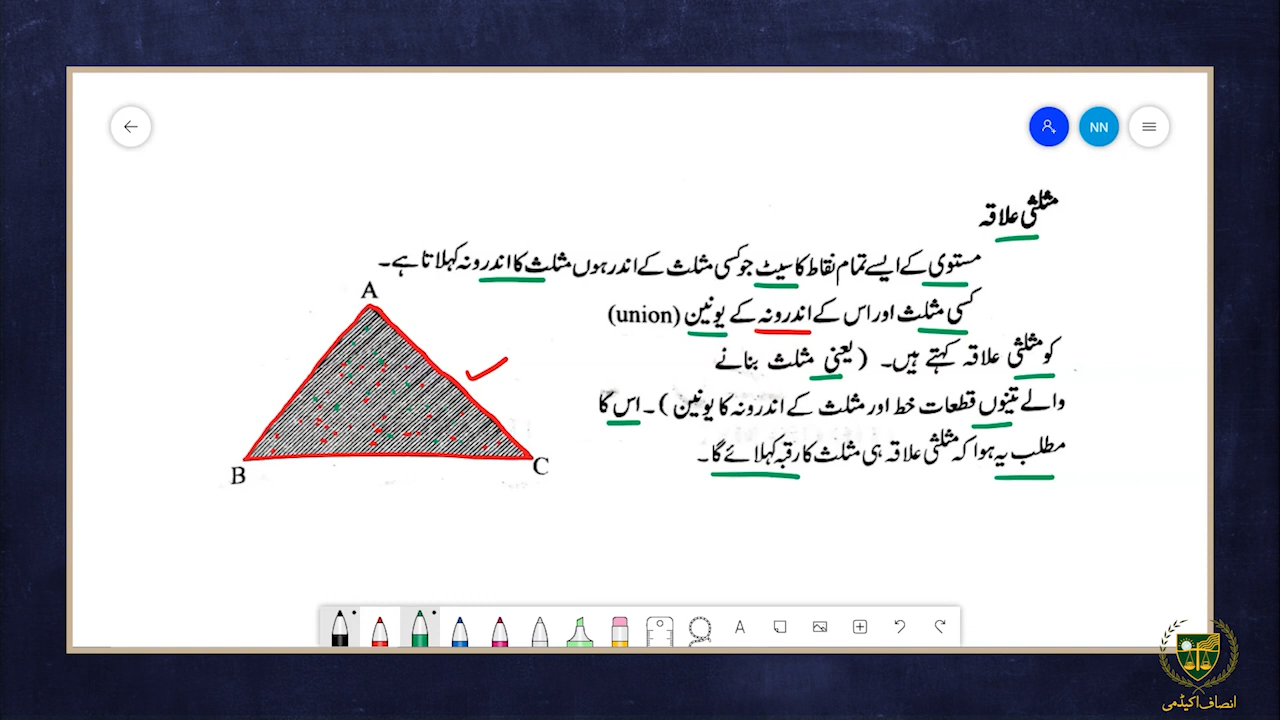 NN
مثلثی علاقہ
مستوی کے ایسے تمام نقاط کا سیٹ جو کسی مثلث کے اندر ہوں مثلث کا اندرونہ کہلاتا ہے۔
کسی مثلث اور اس کے اندرونہ کے یونین (union)
کو مثلثی علاقہ کہتے ہیں۔ (یعنی مثلث بنانے
والے تینوں قطعات خط اور مثلث کے اندرونہ کا یونین)۔ اس کا
مطلب یہ ہوا کہ مثلثی علاقہ ہی مثلث کا رقبہ کہلائے گا۔
A
B
C
A
انصاف اکیڈمی